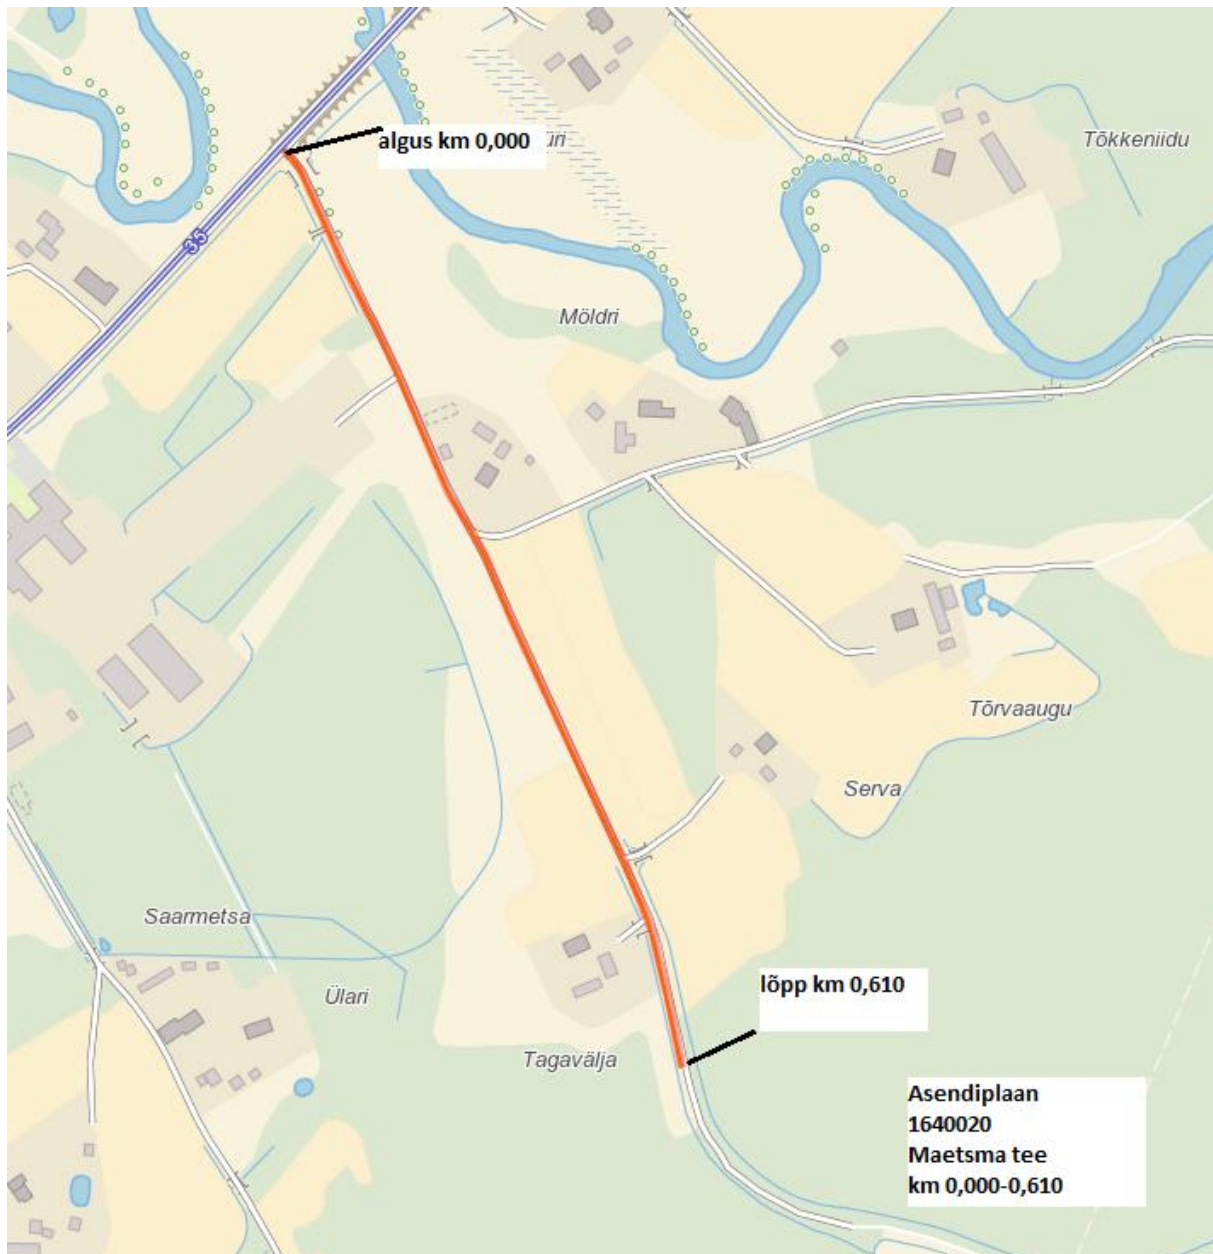 algus km 0,000
üri
Tõkkeniidu
35
Möldri
Tõrvaaugu
Serva
Saarmetsa
Ülari
lõpp km 0,610
Tagavälja
Asendiplaan
1640020
Maetsma tee
km 0,000-0,610